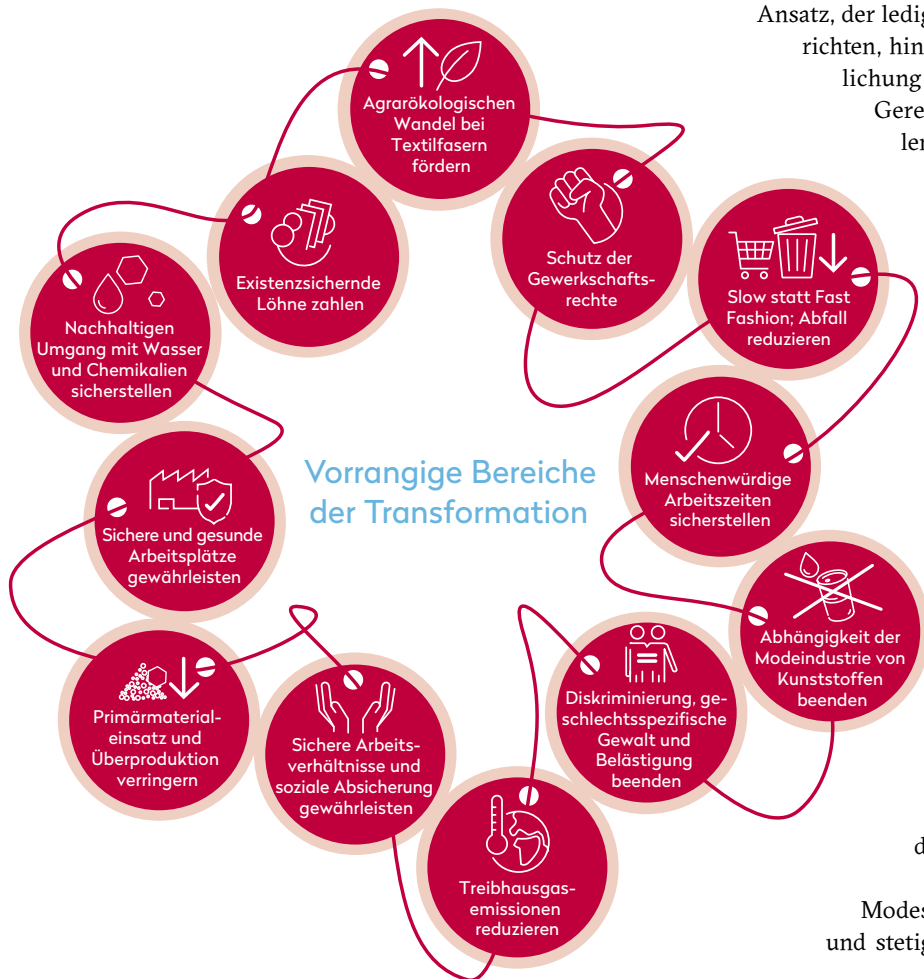 Ansatz, der ledig
richten, hin
lichung
Gere
ler
Agrarökologischen
Wandel bei
Textilfasern
fördern
Schutz der
Gewerkschafts-
rechte
Slow statt Fast
Fashion; Abfall
reduzieren
Menschenwürdige
Arbeitszeiten
sicherstellen
Abhängigkeit der
Modeindustrie von
Kunststoffen
beenden
Diskriminierung, ge-
schlechtsspezifische
Gewalt und
Belästigung
beenden
Treibhausgas-
emissionen
reduzieren
Sichere Arbeits-
verhältnisse und
soziale Absicherung
gewährleisten
Primärmaterial-
einsatz und
Überproduktion
verringern
Sichere und gesunde
Arbeitsplätze
gewährleisten
Nachhaltigen
Umgang mit Wasser
und Chemikalien
sicherstellen
Existenzsichernde
Löhne zahlen
Vorrangige Bereiche
der Transformation
d
Modes
und stetig